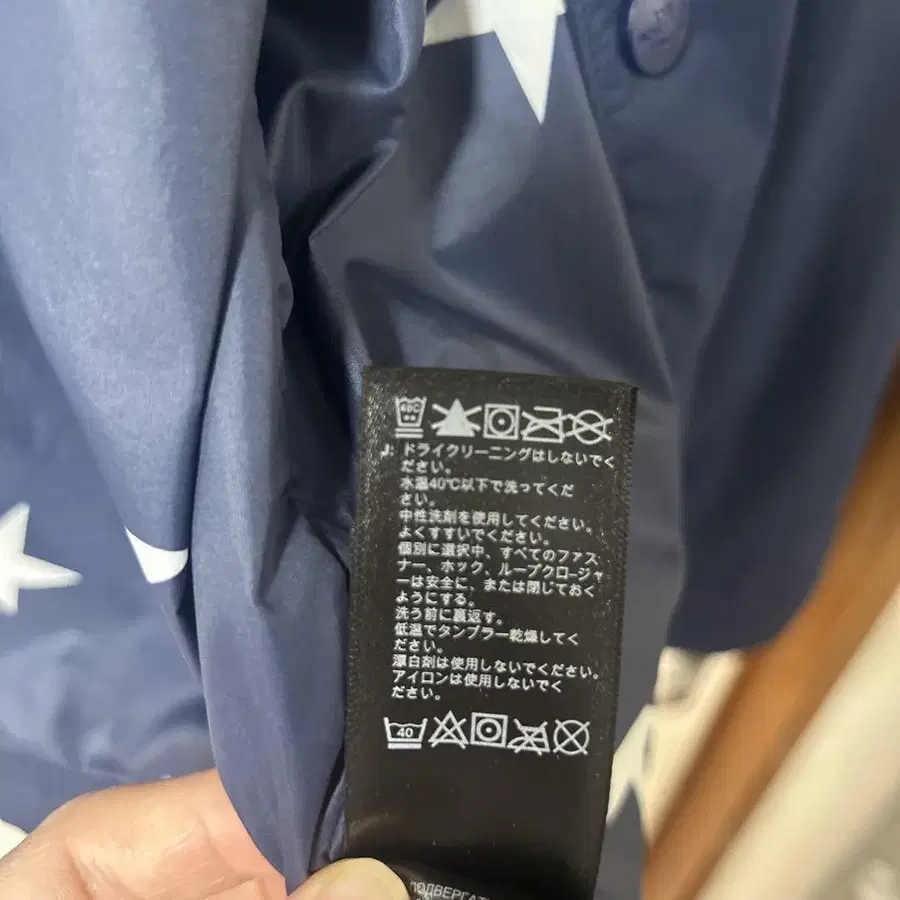 J: ドライクリーニングはしないでく
ださい。
水温40℃以下で洗ってくだ
さい。
中性洗剤を使用してください。
よくすすいでください。
個別に選択中、すべてのファス
ナー、ホック、ループクロージャ
ーは安全に、または閉じておく
ようにする。
洗う前に裏返す。
低温でタンブラー乾燥してく
ださい。
漂白剤は使用しないでください。
アイロンは使用しないでく
ださい。
40
ПОДВЕРГАТ